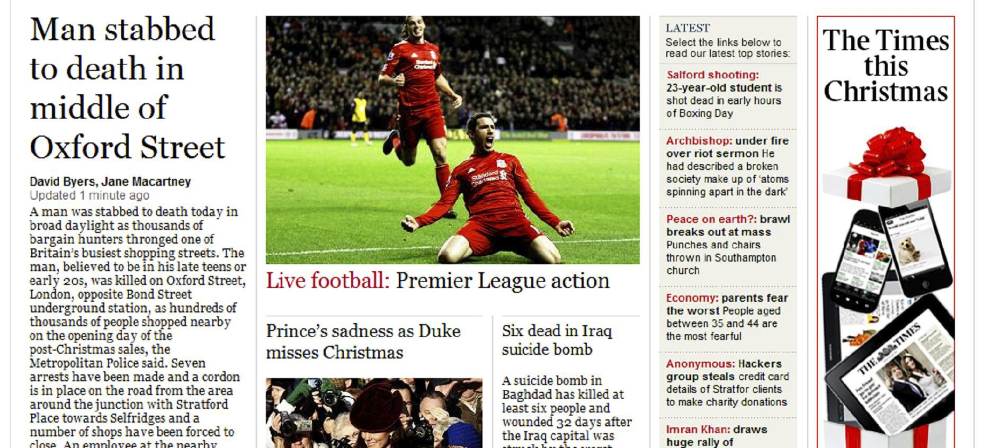 Man stabbed
to death in
middle of
Oxford Street
David Byers, Jane Macartney
Updated 1 minute ago
A man was stabbed to death today in
broad daylight as thousands of
bargain hunters thronged one of
Britain's busiest shopping streets. The
man, believed to be in his late teens or
early 20s, was killed on Oxford Street,
London, opposite Bond Street
underground station, as hundreds of
thousands of people shopped nearby
on the opening day of the
post-Christmas sales, the
Metropolitan Police said. Seven
arrests have been made and a cordon
is in place on the road from the area
around the junction with Stratford
Place towards Selfridges and a
number of shops have been forced to
close. An employee at the nearby
Standard
Chartered
Standard
Chartered
Live football: Premier League action
Prince's sadness as Duke
misses Christmas
Six dead in Iraq
suicide bomb
A suicide bomb in
Baghdad has killed at
least six people and
wounded 32 days after
the Iraq capital was
struck by the worst
LATEST
Select the links below to
read our latest top stories:
Salford shooting:
23-year-old student is
shot dead in early hours
of Boxing Day
Archbishop: under fire
over riot sermon He
had described a broken
society make up of 'atoms
spinning apart in the dark'
Peace on earth?: brawl
breaks out at mass
Punches and chairs
thrown in Southampton
church
Economy: parents fear
the worst People aged
between 35 and 44 are
the most fearful
Anonymous: Hackers
group steals credit card
details of Stratfor clients
to make charity donations
Imran Khan: draws
huge rally of
The Times
this
Christmas
THE TIMES